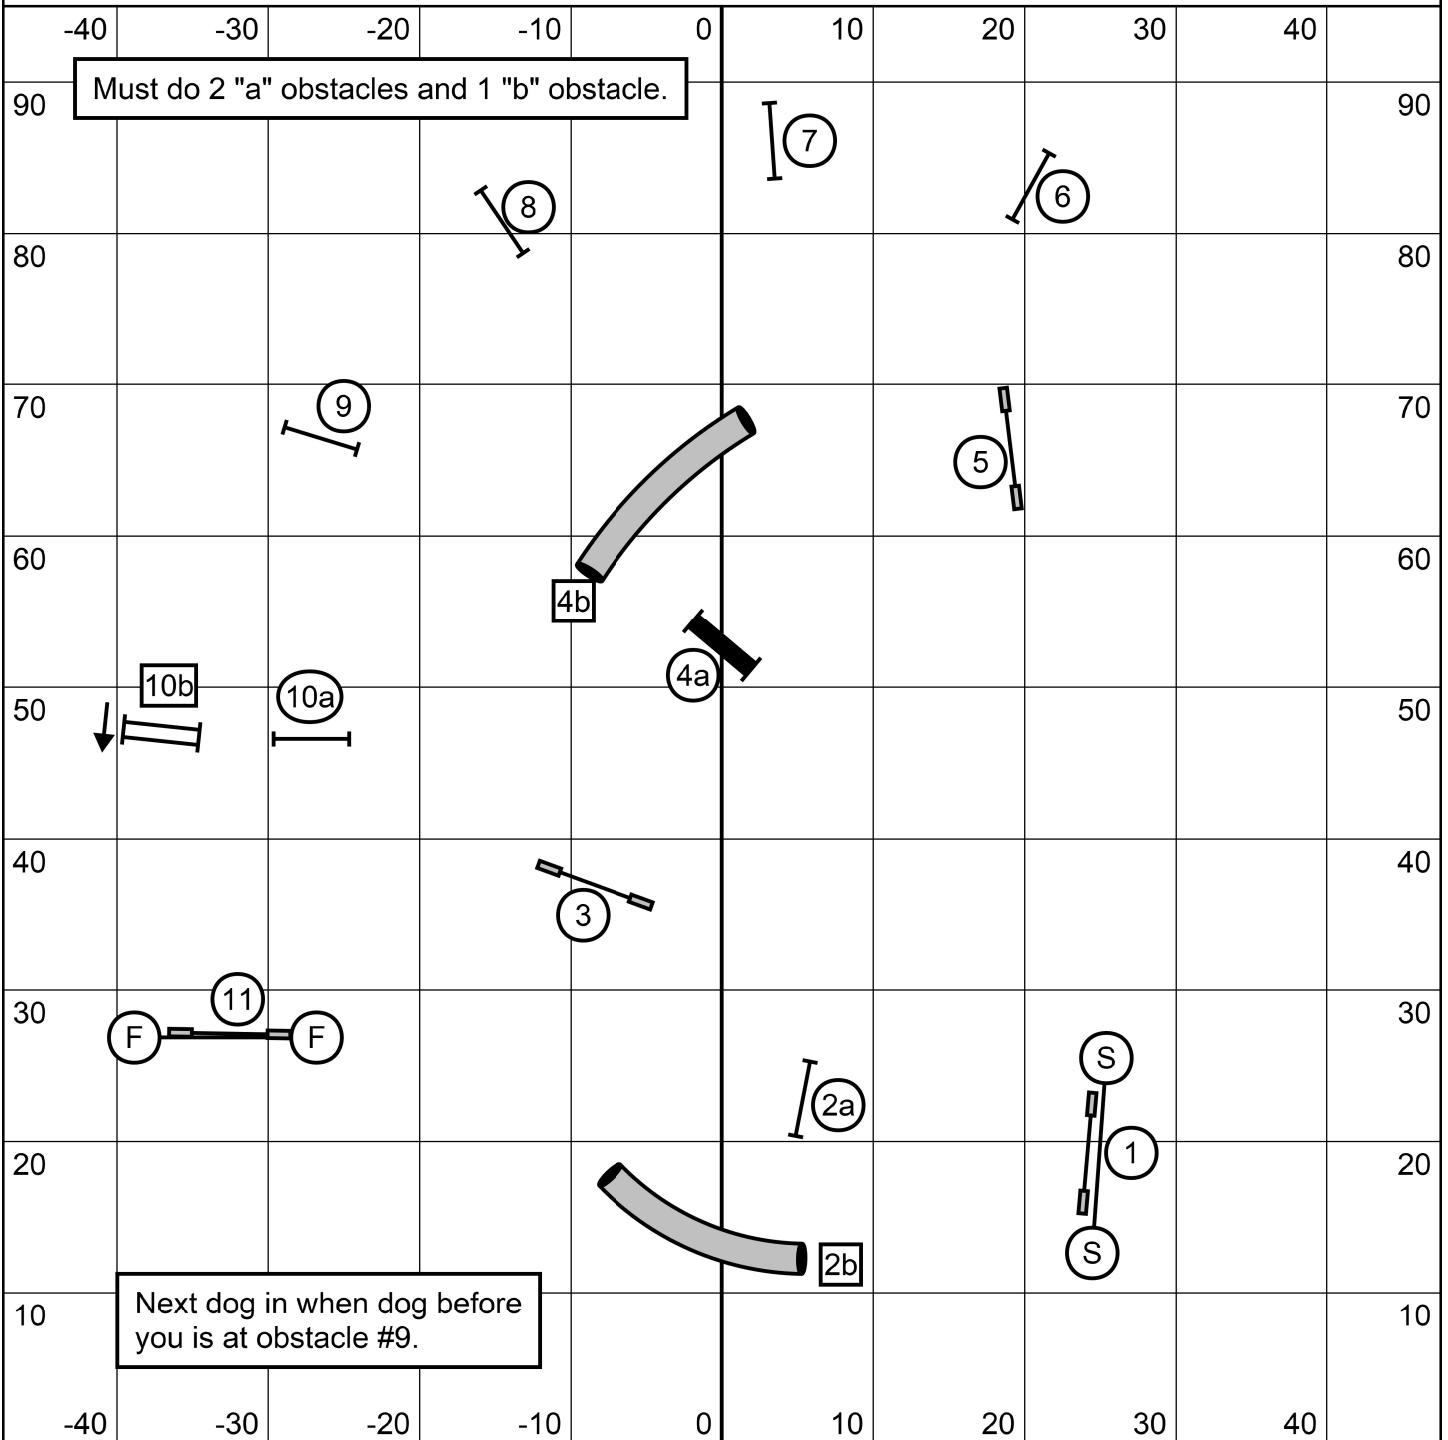 -40 -30 -20 -10 0 10 20 30 40
Must do 2 "a" obstacles and 1 "b" obstacle.
90 90
7
6
8
80 80
9
70 70
5
60 60
4b
4a
10b 10a
50 50
40 40
3
11
30 30
F F
S
2a
1
20 20
S
2b
Next dog in when dog before
you is at obstacle #9.
10 10
-40 -30 -20 -10 0 10 20 30 40